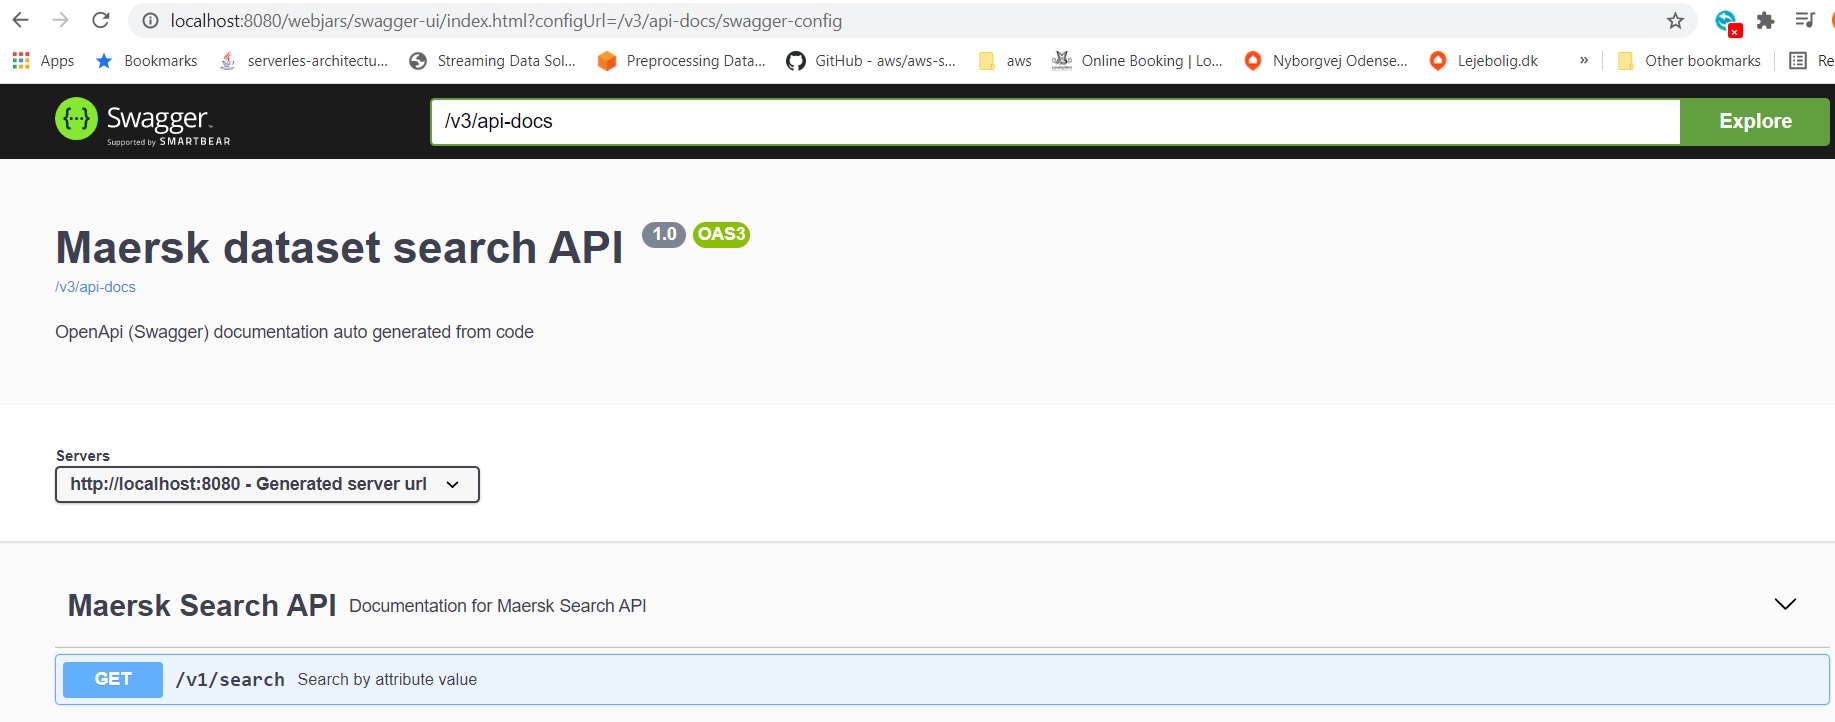 localhost:8080/webjars/swagger-ui/index.html?configUrl=/v3/api-docs/swagger-config
Apps Bookmarks serverles-architectu... Streaming Data Sol... Preprocessing Data... GitHub - aws/aws-s... aws Online Booking | Lo... Nyborgvej Odense... Lejebolig.dk » Other bookmarks Re
Swagger
Supported by SMARTBEAR
/v3/api-docs
Explore
Maersk dataset search API 1.0 OAS3
/v3/api-docs
OpenApi (Swagger) documentation auto generated from code
Servers
http://localhost:8080 - Generated server url
Maersk Search API Documentation for Maersk Search API
GET /v1/search Search by attribute value